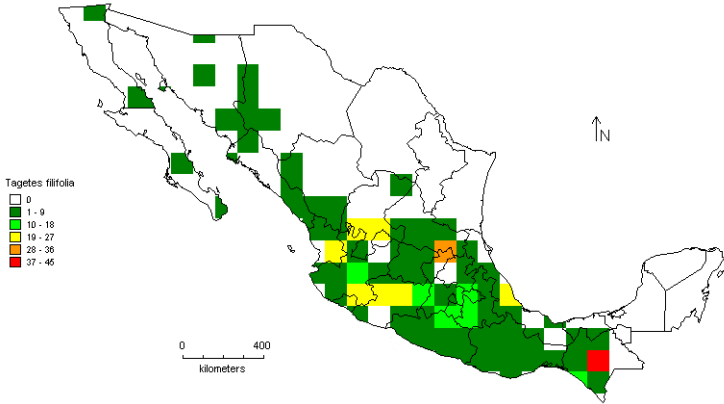 N
Tagetes filifolia
0
1 - 9
10 - 18
19 - 27
28 - 36
37 - 45
0 400
kilometers